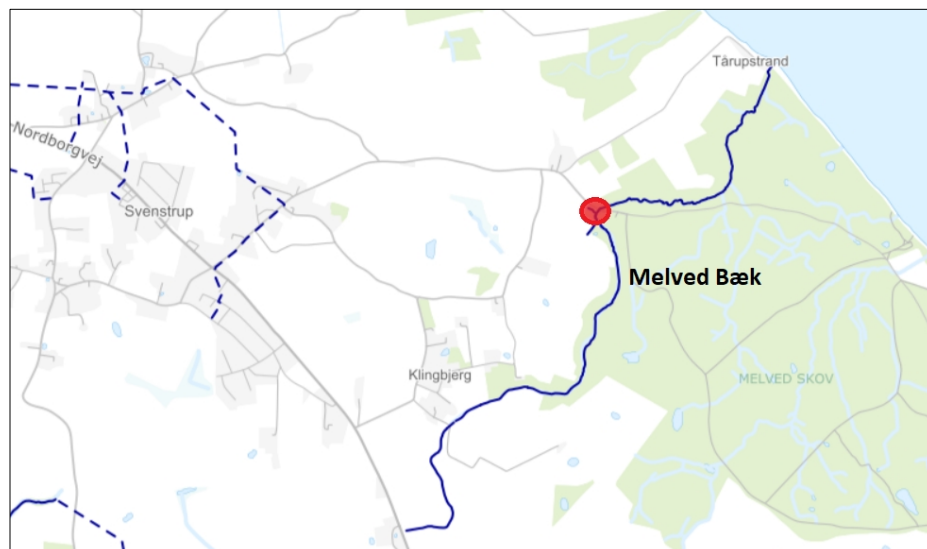 Tårupstrand
Nordborgvej
Svenstrup
Melved Bæk
Klingbjerg
MELVED SKOV